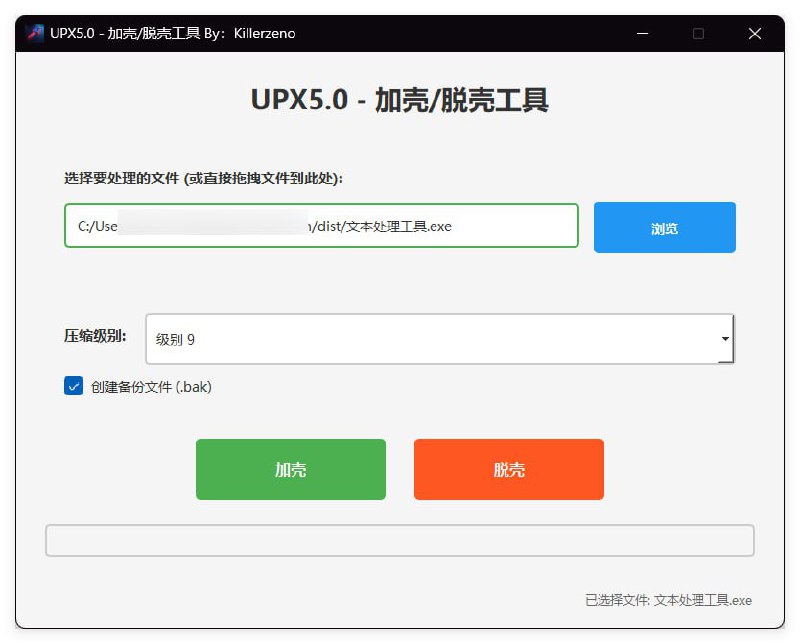 UPX5.0 - 加壳/脱壳工具 By：Killerzeno
UPX5.0 - 加壳/脱壳工具
选择要处理的文件 (或直接拖拽文件到此处):
C:/Use /dist/文本处理工具.exe
浏览
压缩级别:
级别 9
创建备份文件 (.bak)
加壳
脱壳
已选择文件: 文本处理工具.exe